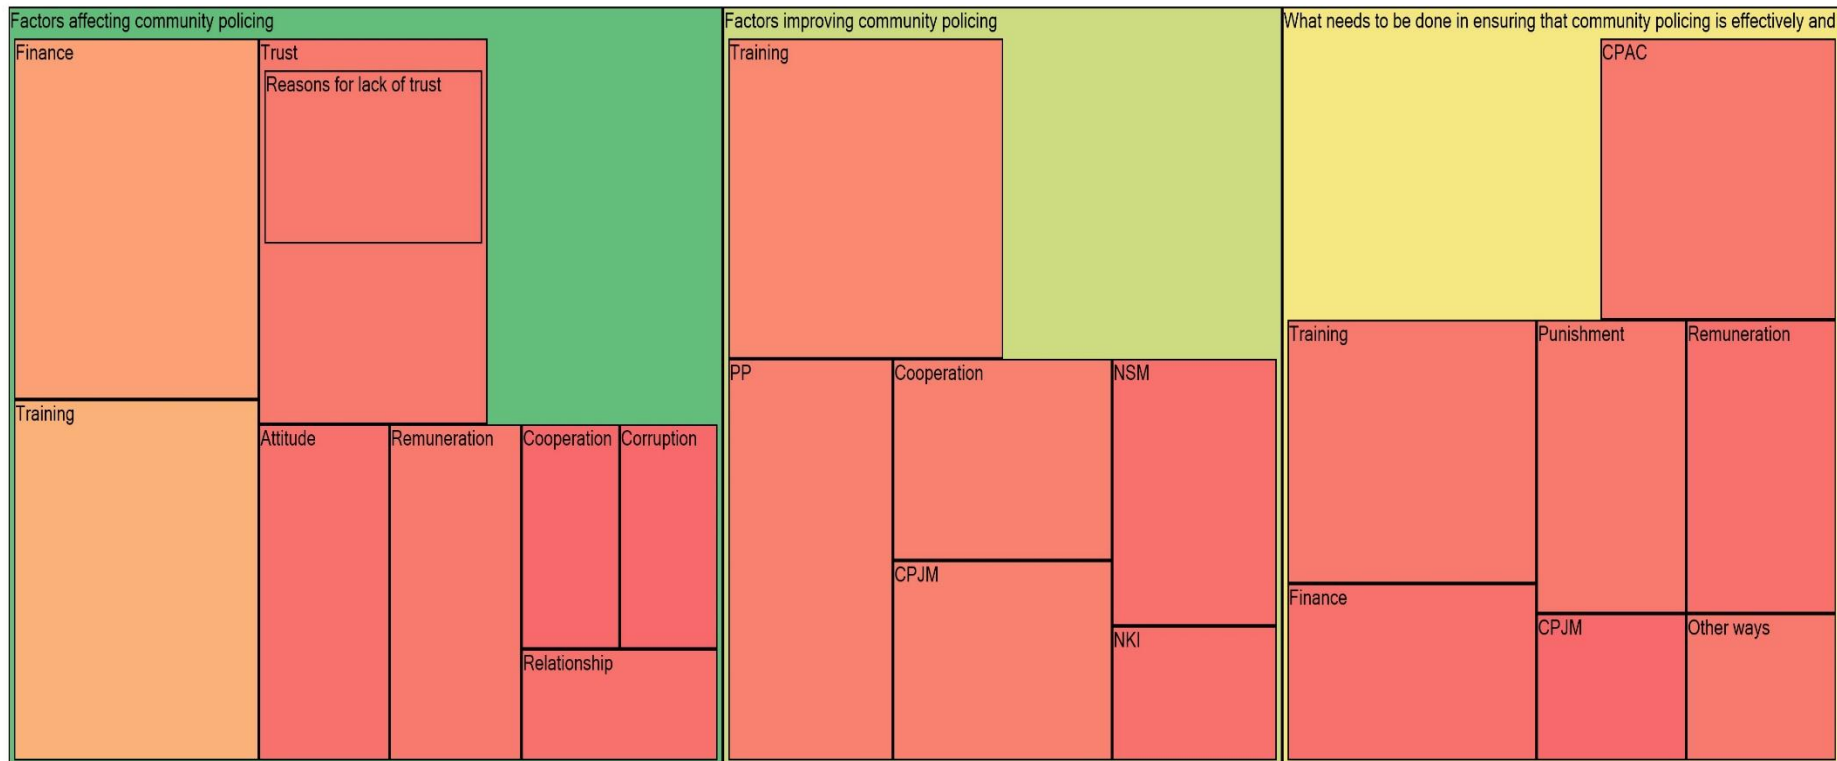 Factors affecting community policing
Finance
Trust
Reasons for lack of trust
Training
Attitude
Remuneration
Cooperation
Corruption
Relationship
Factors improving community policing
Training
PP
Cooperation
NSM
CPJM
NKI
What needs to be done in ensuring that community policing is effectively and
CPAC
Training
Punishment
Remuneration
Finance
CPJM
Other ways